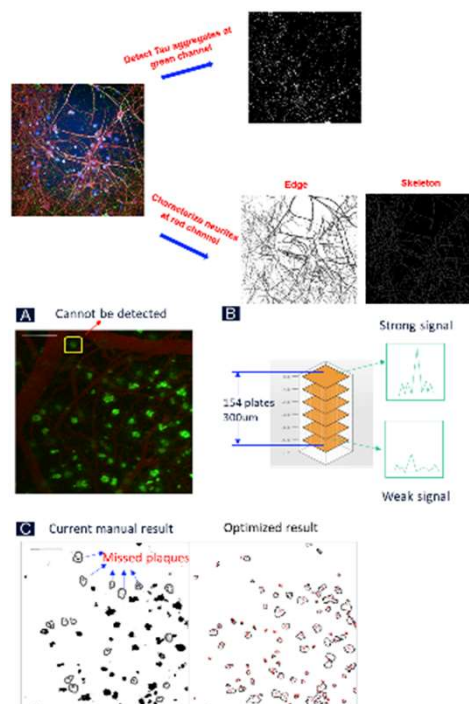 Detect Tau aggregates at
green channel
Characterize neurites
at red channel
Edge
Skeleton
A
Cannot be detected
B
Strong signal
154 plates
300um
Weak signal
C
Current manual result
Optimized result
Missed plaques